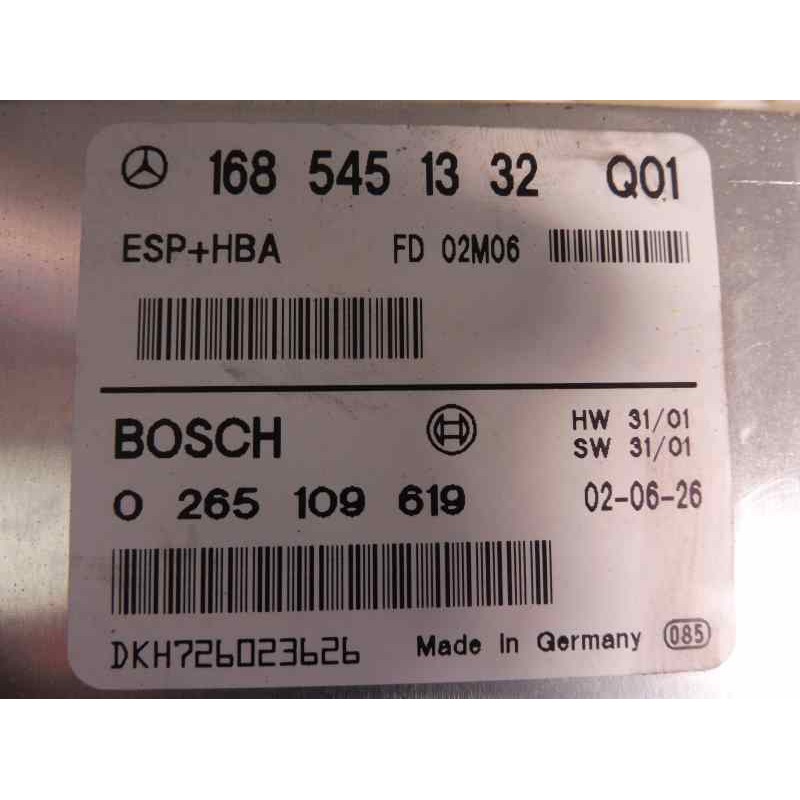 168 545 13 32 Q01
ESP+HBA FD 02M06
BOSCH HW 31/01
SW 31/01
0 265 109 619 02-06-26
DKH726023626 Made in Germany 085